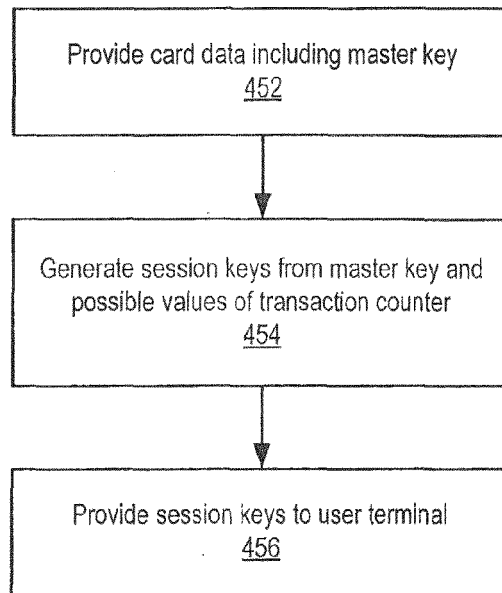 Provide card data including master key
452
Generate session keys from master key and
possible values of transaction counter
454
Provide session keys to user terminal
456